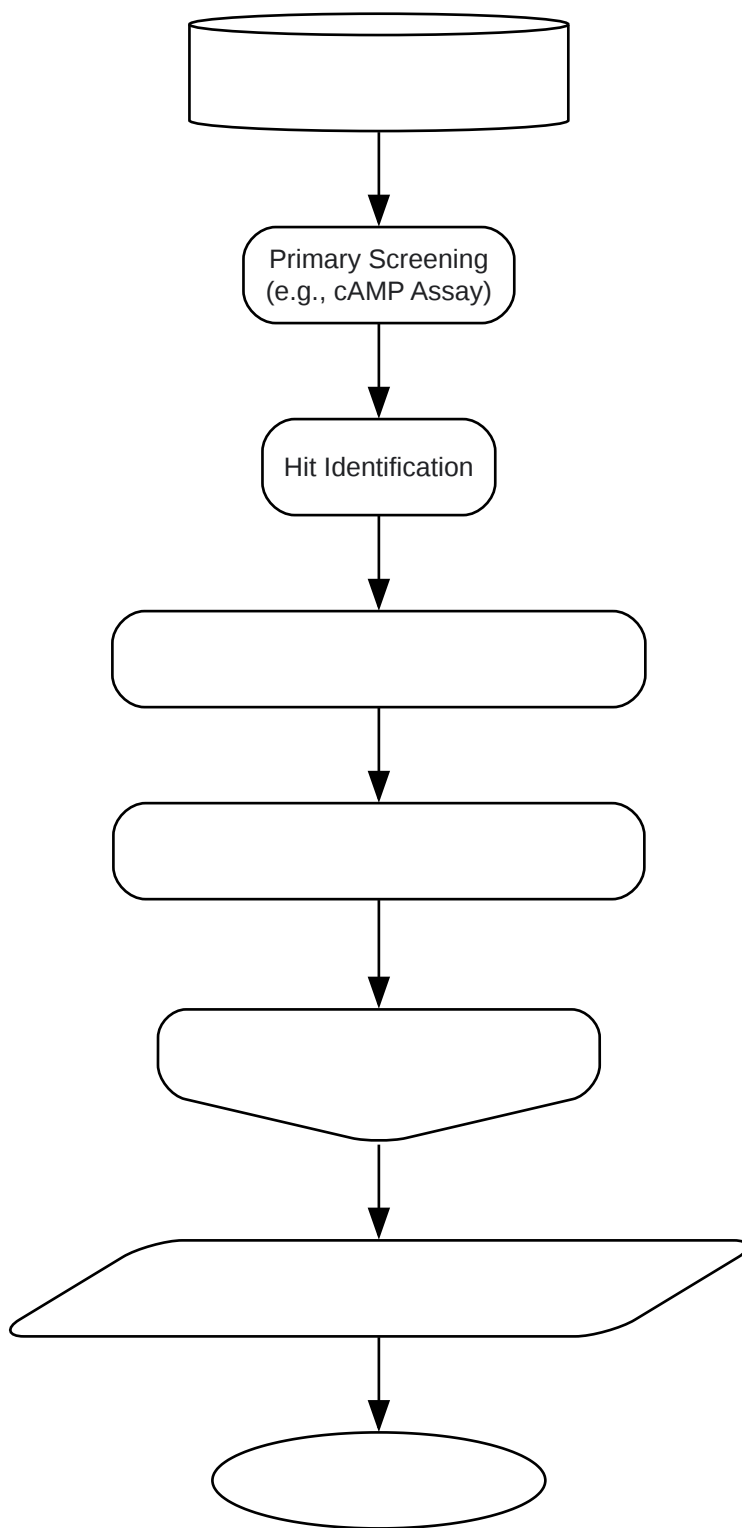 Primary Screening
(e.g., cAMP Assay)
Hit Identification